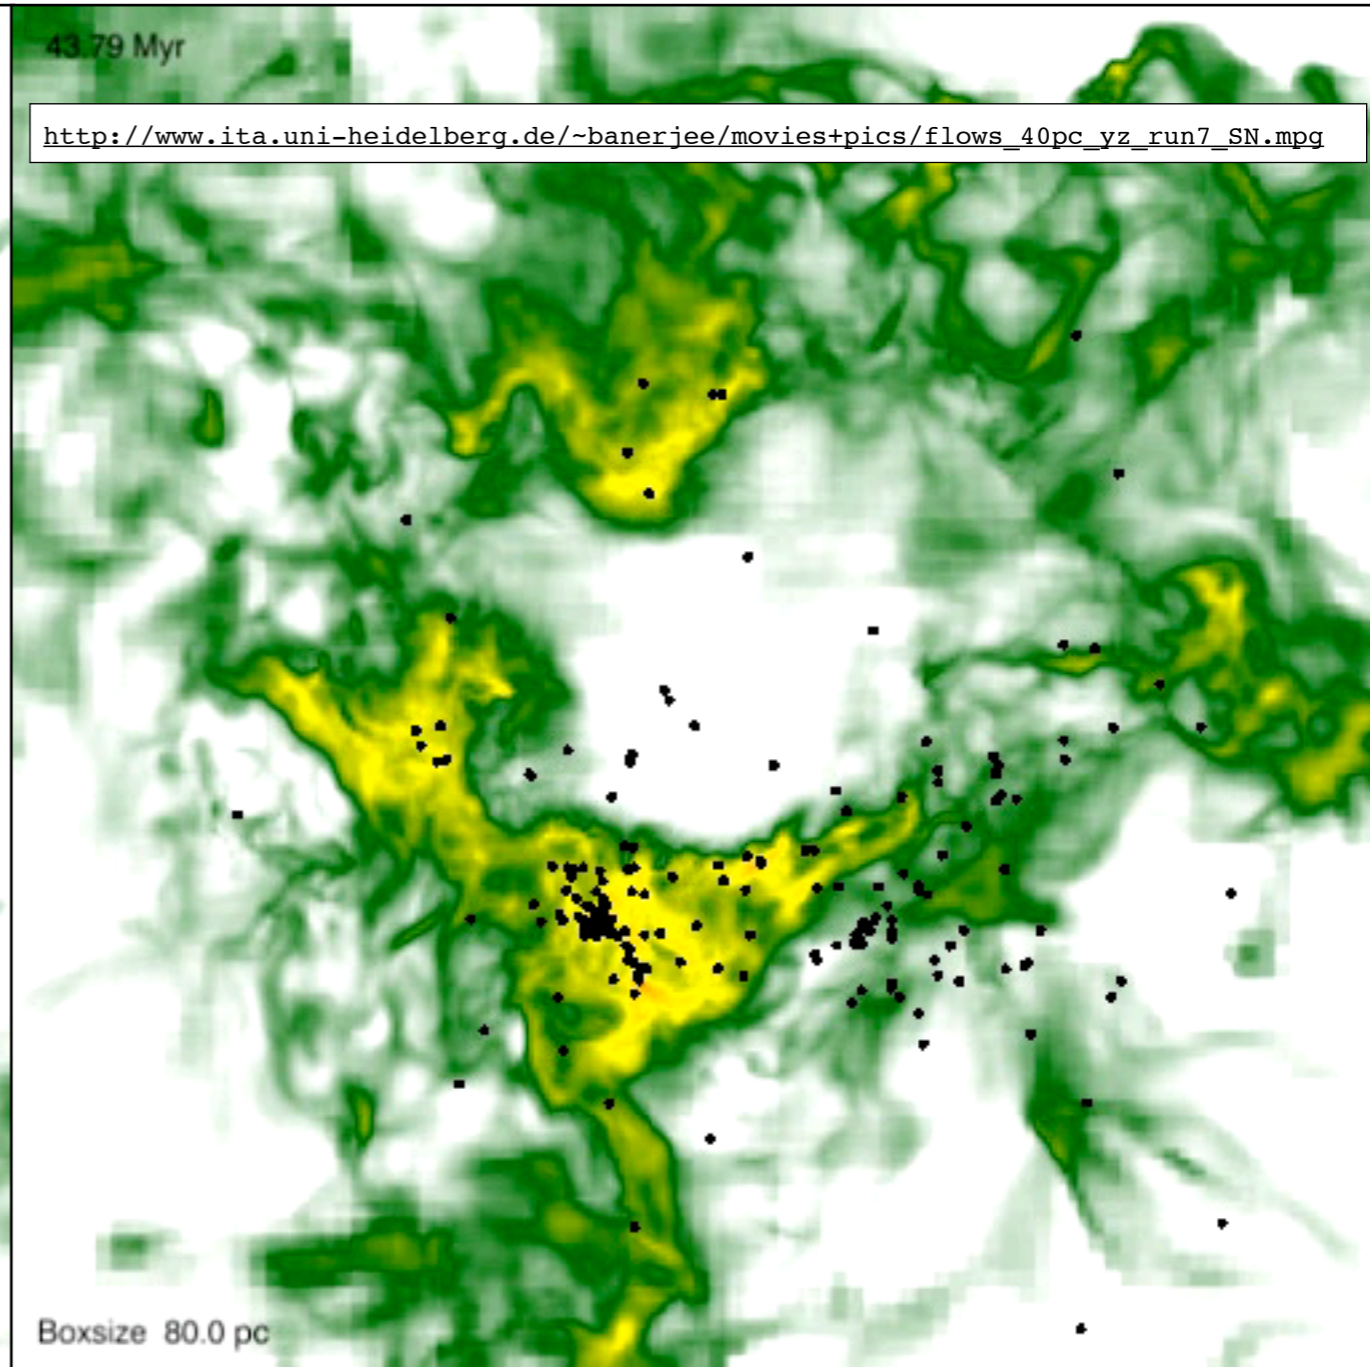 43.79 Myr
http://www.ita.uni-heidelberg.de/~banerjee/movies+pics/flows_40pc_yz_run7_SN.mpg
Boxsize 80.0 pc